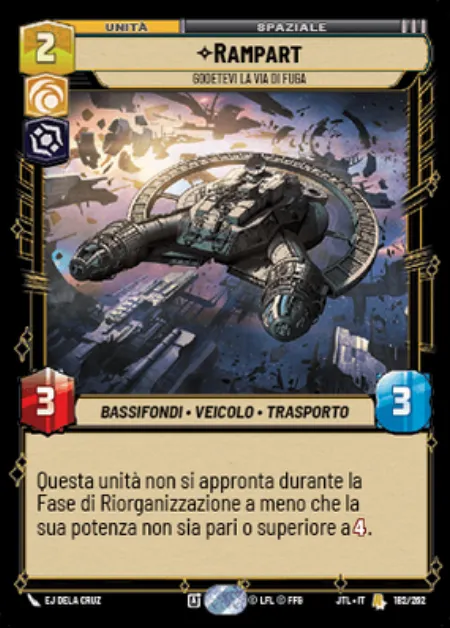 UNITÀ
SPAZIALE
2
RAMPART
GODETEVI LA VIA DI FUGA
3
BASSIFONDI • VEICOLO • TRASPORTO
3
Questa unità non si appronta durante la
Fase di Riorganizzazione a meno che la
sua potenza non sia pari o superiore a 4.
EJ DELA CRUZ
A
© LFL © FFG
JTL • IT
182/262